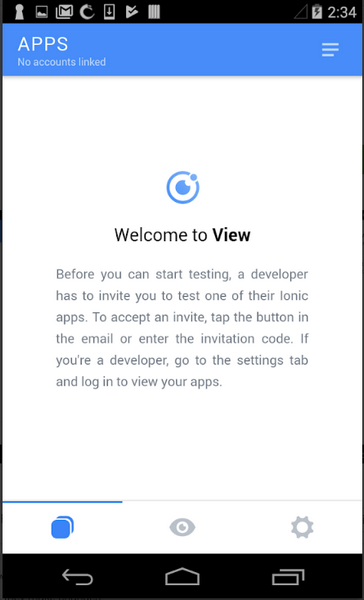 2:34
APPS
No accounts linked
Welcome to View
Before you can start testing, a developer
has to invite you to test one of their Ionic
apps. To accept an invite, tap the button in
the email or enter the invitation code. If
you're a developer, go to the settings tab
and log in to view your apps.